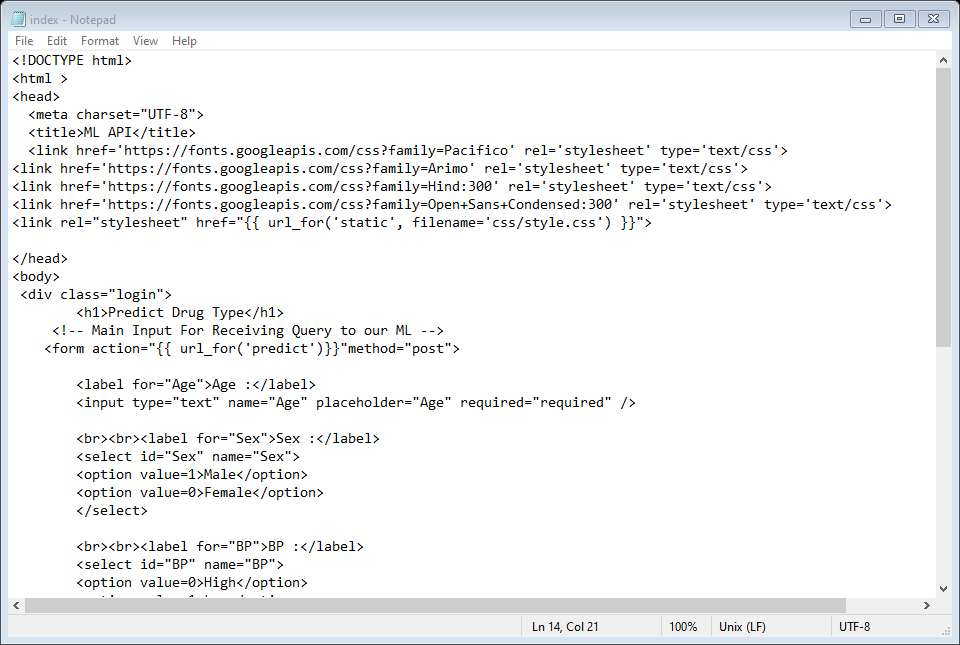 index - Notepad
File Edit Format View Help
<!DOCTYPE html>
<html >
<head>
  <meta charset="UTF-8">
  <title>ML API</title>
  <link href='https://fonts.googleapis.com/css?family=Pacifico' rel='stylesheet' type='text/css'>
<link href='https://fonts.googleapis.com/css?family=Arimo' rel='stylesheet' type='text/css'>
<link href='https://fonts.googleapis.com/css?family=Hind:300' rel='stylesheet' type='text/css'>
<link href='https://fonts.googleapis.com/css?family=Open+Sans+Condensed:300' rel='stylesheet' type='text/css'>
<link rel="stylesheet" href="{{ url_for('static', filename='css/style.css') }}">
</head>
<body>
 <div class="login">
        <h1>Predict Drug Type</h1>
     <!-- Main Input For Receiving Query to our ML -->
    <form action="{{ url_for('predict')}}"method="post">
        <label for="Age">Age :</label>
        <input type="text" name="Age" placeholder="Age" required="required" />
        <br><br><label for="Sex">Sex :</label>
        <select id="Sex" name="Sex">
        <option value=1>Male</option>
        <option value=0>Female</option>
        </select>
        <br><br><label for="BP">BP :</label>
        <select id="BP" name="BP">
        <option value=0>High</option>
Ln 14, Col 21 100% Unix (LF) UTF-8